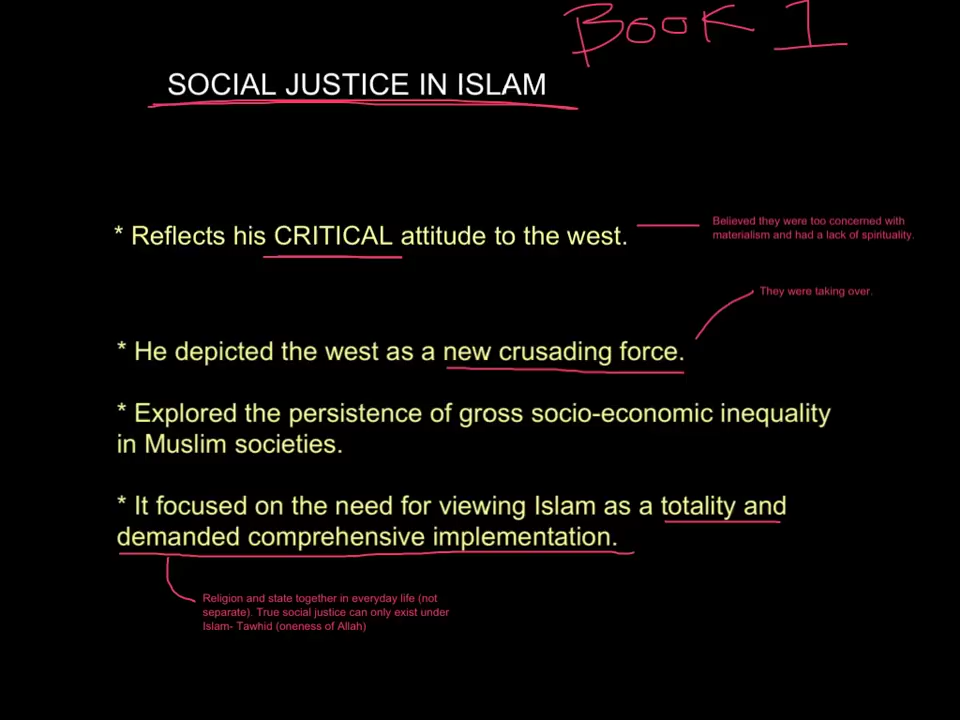 BOOK 1
SOCIAL JUSTICE IN ISLAM
* Reflects his CRITICAL attitude to the west.
Believed they were too concerned with
materialism and had a lack of spirituality.
They were taking over.
* He depicted the west as a new crusading force.
* Explored the persistence of gross socio-economic inequality
in Muslim societies.
* It focused on the need for viewing Islam as a totality and
demanded comprehensive implementation.
Religion and state together in everyday life (not
separate). True social justice can only exist under
Islam- Tawhid (oneness of Allah)